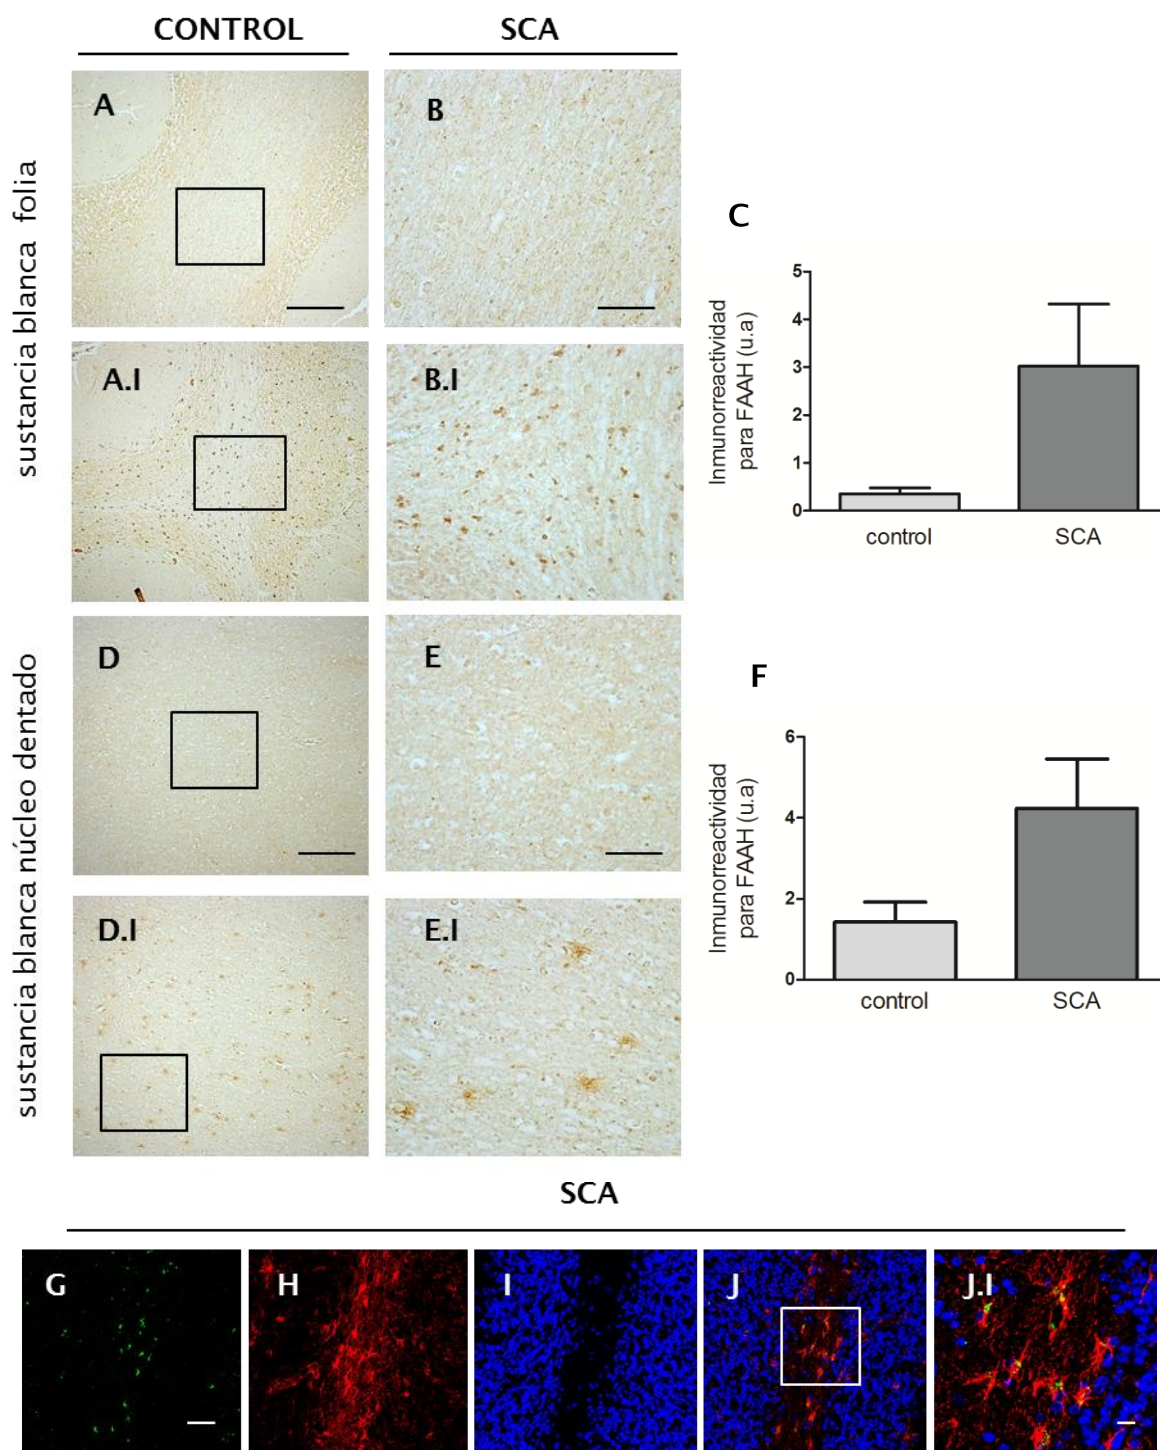 CONTROL SCA
sustancia blanca folia
A
B
A.I
B.I
C
Inmunorreactividad
para FAAH (u.a)
5
4
3
2
1
0
control SCA
sustancia blanca núcleo dentado
D
E
D.I
E.I
F
Inmunorreactividad
para FAAH (u.a)
6
4
2
0
control SCA
SCA
G
H
I
J
J.I